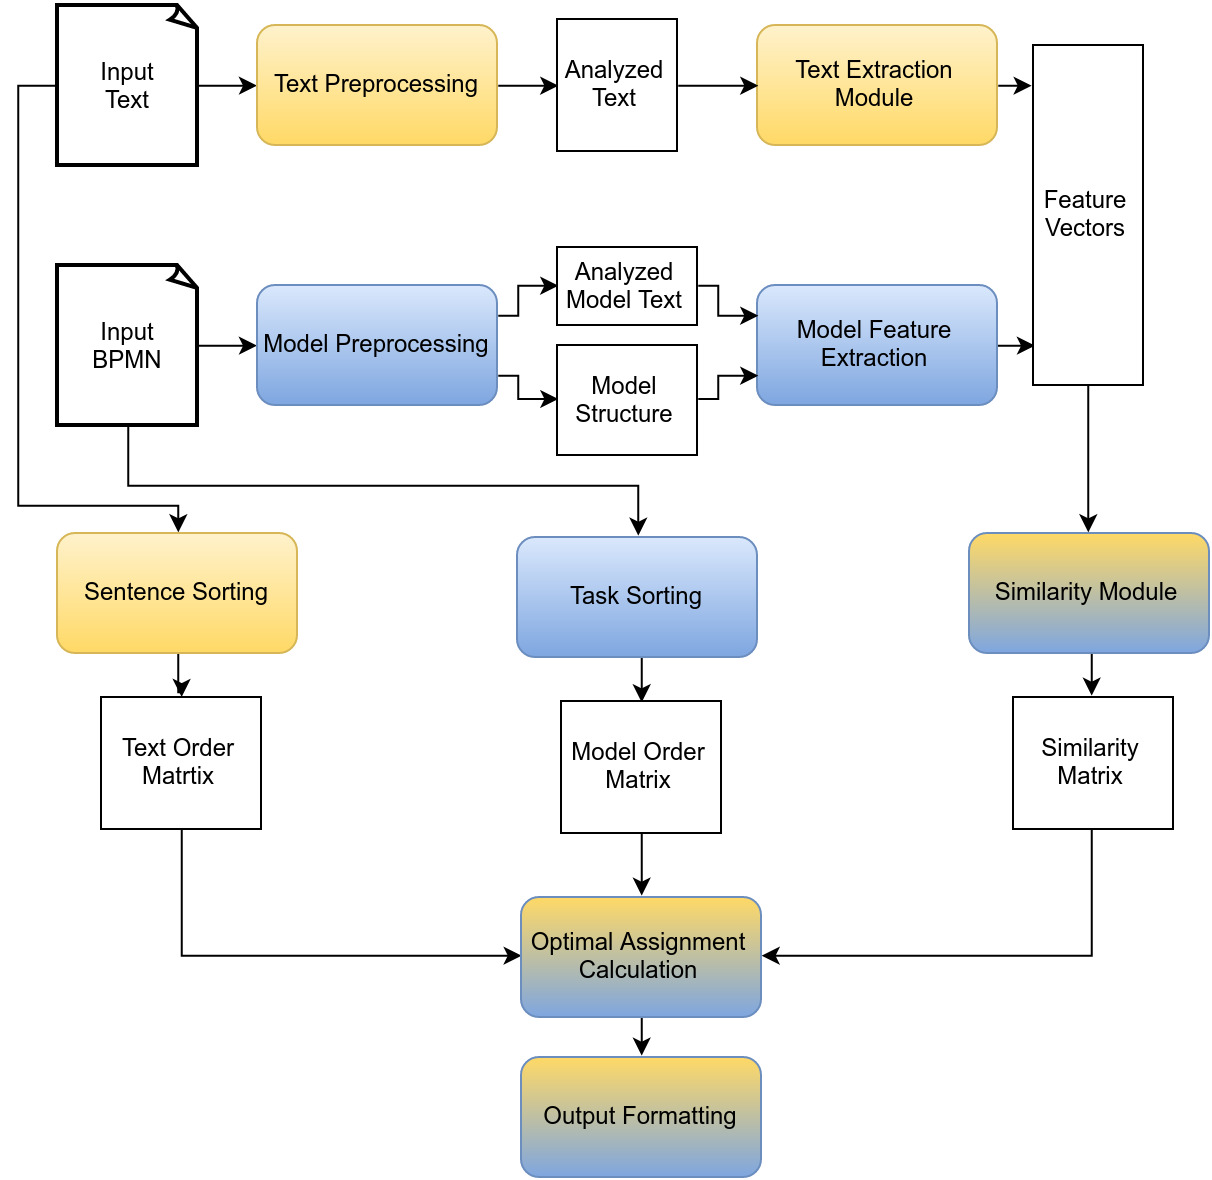 Input
Text
Text Preprocessing
Analyzed
Text
Text Extraction
Module
Feature
Vectors
Input
BPMN
Model Preprocessing
Analyzed
Model Text
Model
Structure
Model Feature
Extraction
Sentence Sorting
Task Sorting
Similarity Module
Text Order
Matrtix
Model Order
Matrix
Similarity
Matrix
Optimal Assignment
Calculation
Output Formatting